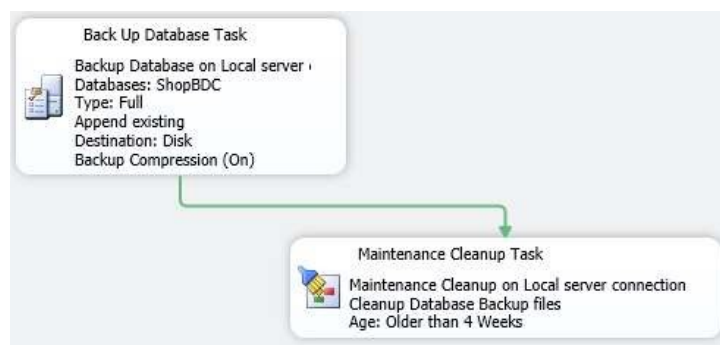 Back Up Database Task
Backup Database on Local server
Databases: ShopBDC
Type: Full
Append existing
Destination: Disk
Backup Compression (On)
Maintenance Cleanup Task
Maintenance Cleanup on Local server connection
Cleanup Database Backup files
Age: Older than 4 Weeks